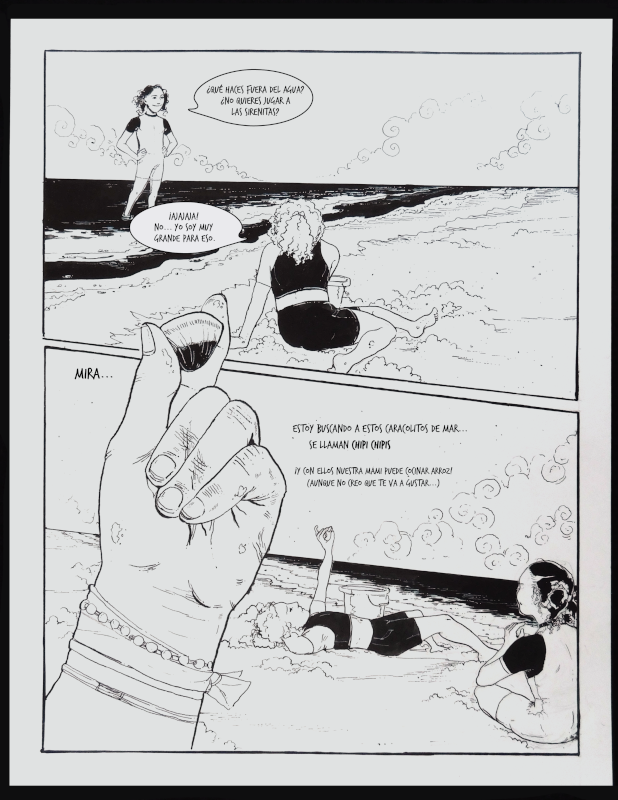 ¿QUÉ HACES FUERA DEL AGUA?
¿NO QUIERES JUGAR A
LAS SIRENITAS?
¡AJAJAJA!
NO... YO SOY MUY
GRANDE PARA ESO.
MIRA...
ESTOY BUSCANDO A ESTOS CARACOLITOS DE MAR...
SE LLAMAN CHIPI CHIPIS
¡Y CON ELLOS NUESTRA MAMI PUEDE COCINAR ARROZ!
(AUNQUE NO CREO QUE TE VA A GUSTAR...)